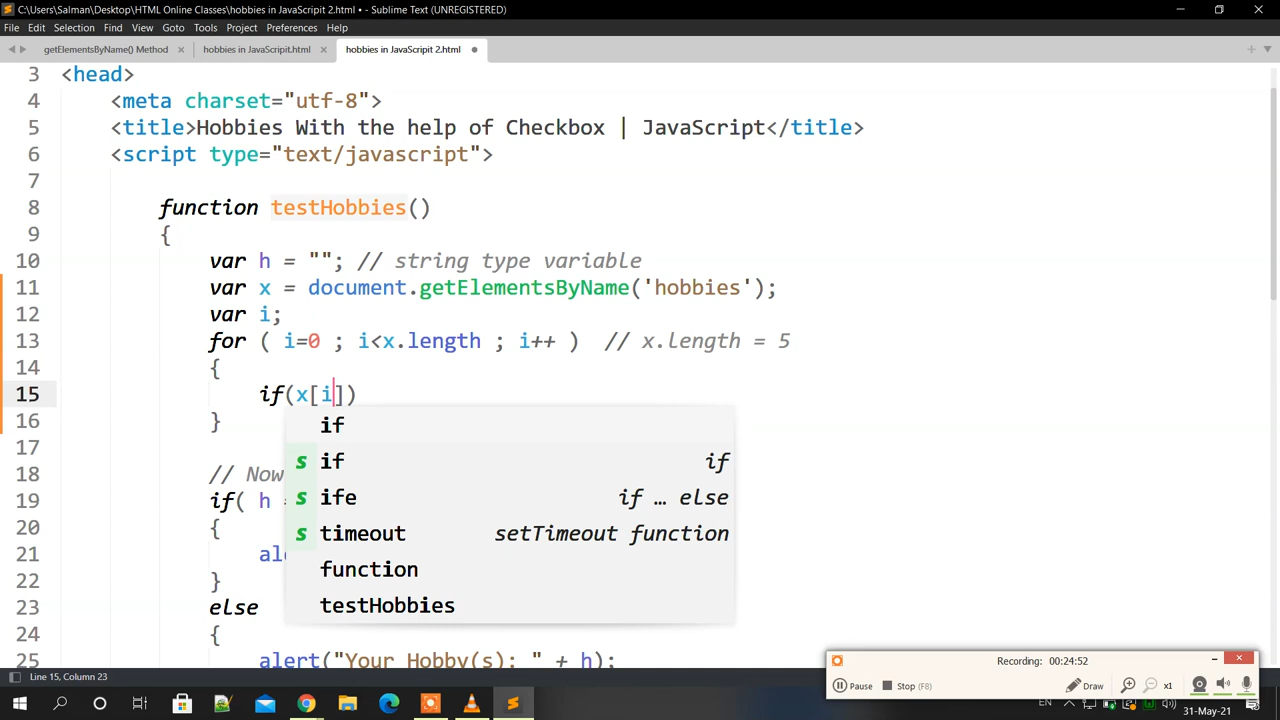 C:\Users\Salman\Desktop\HTML Online Classes\hobbies in JavaScripit 2.html • - Sublime Text (UNREGISTERED)
File Edit Selection Find View Goto Tools Project Preferences Help
getElementsByName() Method hobbies in JavaScripit.html hobbies in JavaScripit 2.html
3 <head>
4 <meta charset="utf-8">
5 <title>Hobbies With the help of Checkbox | JavaScript</title>
6 <script type="text/javascript">
7
8 function testHobbies()
9 {
10 var h = ""; // string type variable
11 var x = document.getElementsByName('hobbies');
12 var i;
13 for ( i=0 ; i<x.length ; i++ ) // x.length = 5
14 {
15 if(x[i])
16 }
17
18 // Now
19 if( h =
20 {
21 ale
22 }
23 else
24 {
25 alert("Your Hobby(s): " + h);
if
s if if
s ife if … else
s timeout setTimeout function
function
testHobbies
Recording: 00:24:52
Pause Stop (F8) x1 Draw
Line 15, Column 23
EN
31-May-21